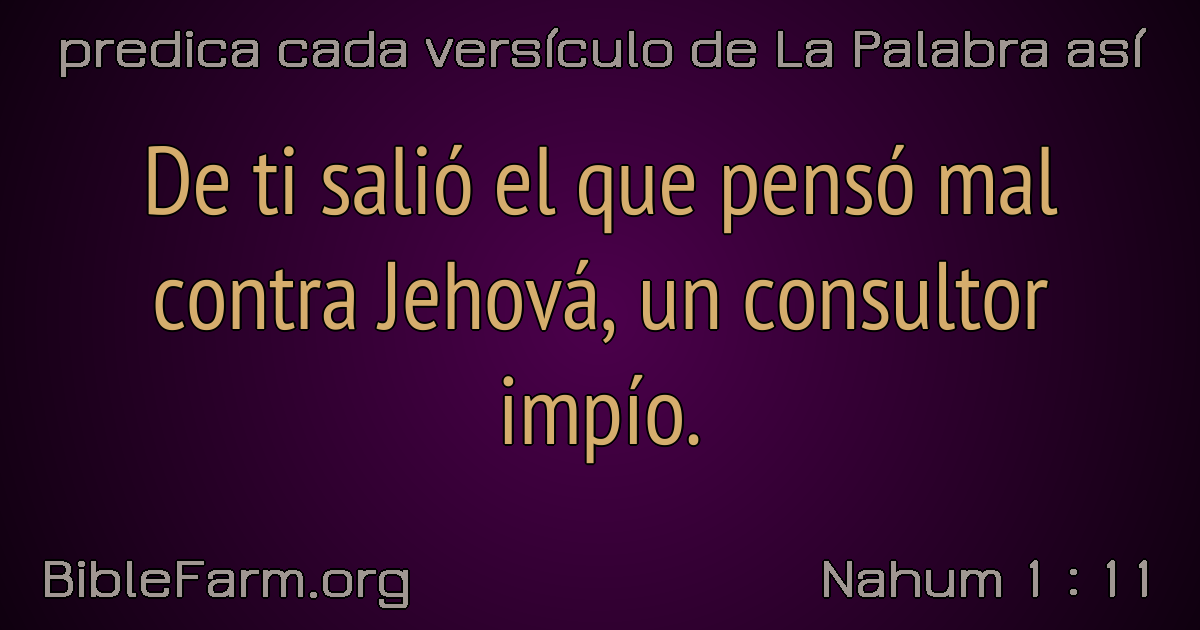 predica cada versículo de La Palabra así
De ti salió el que pensó mal
contra Jehová, un consultor
impío.
BibleFarm.org
Nahum 1 : 11